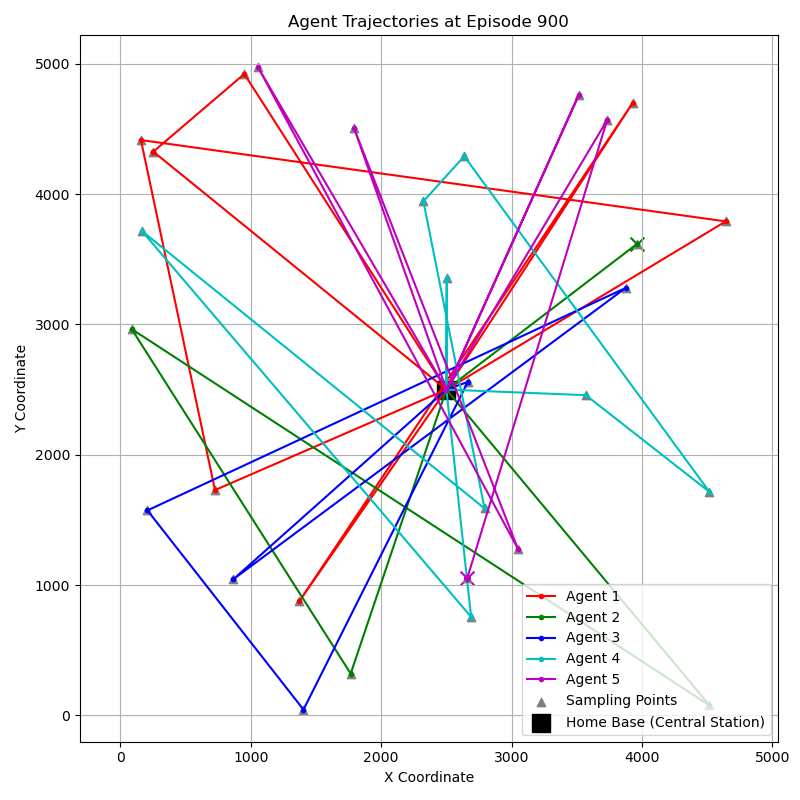 Agent Trajectories at Episode 900
5000
4000
3000
2000
1000
0
Y Coordinate
0 1000 2000 3000 4000 5000
X Coordinate
Agent 1
Agent 2
Agent 3
Agent 4
Agent 5
Sampling Points
Home Base (Central Station)